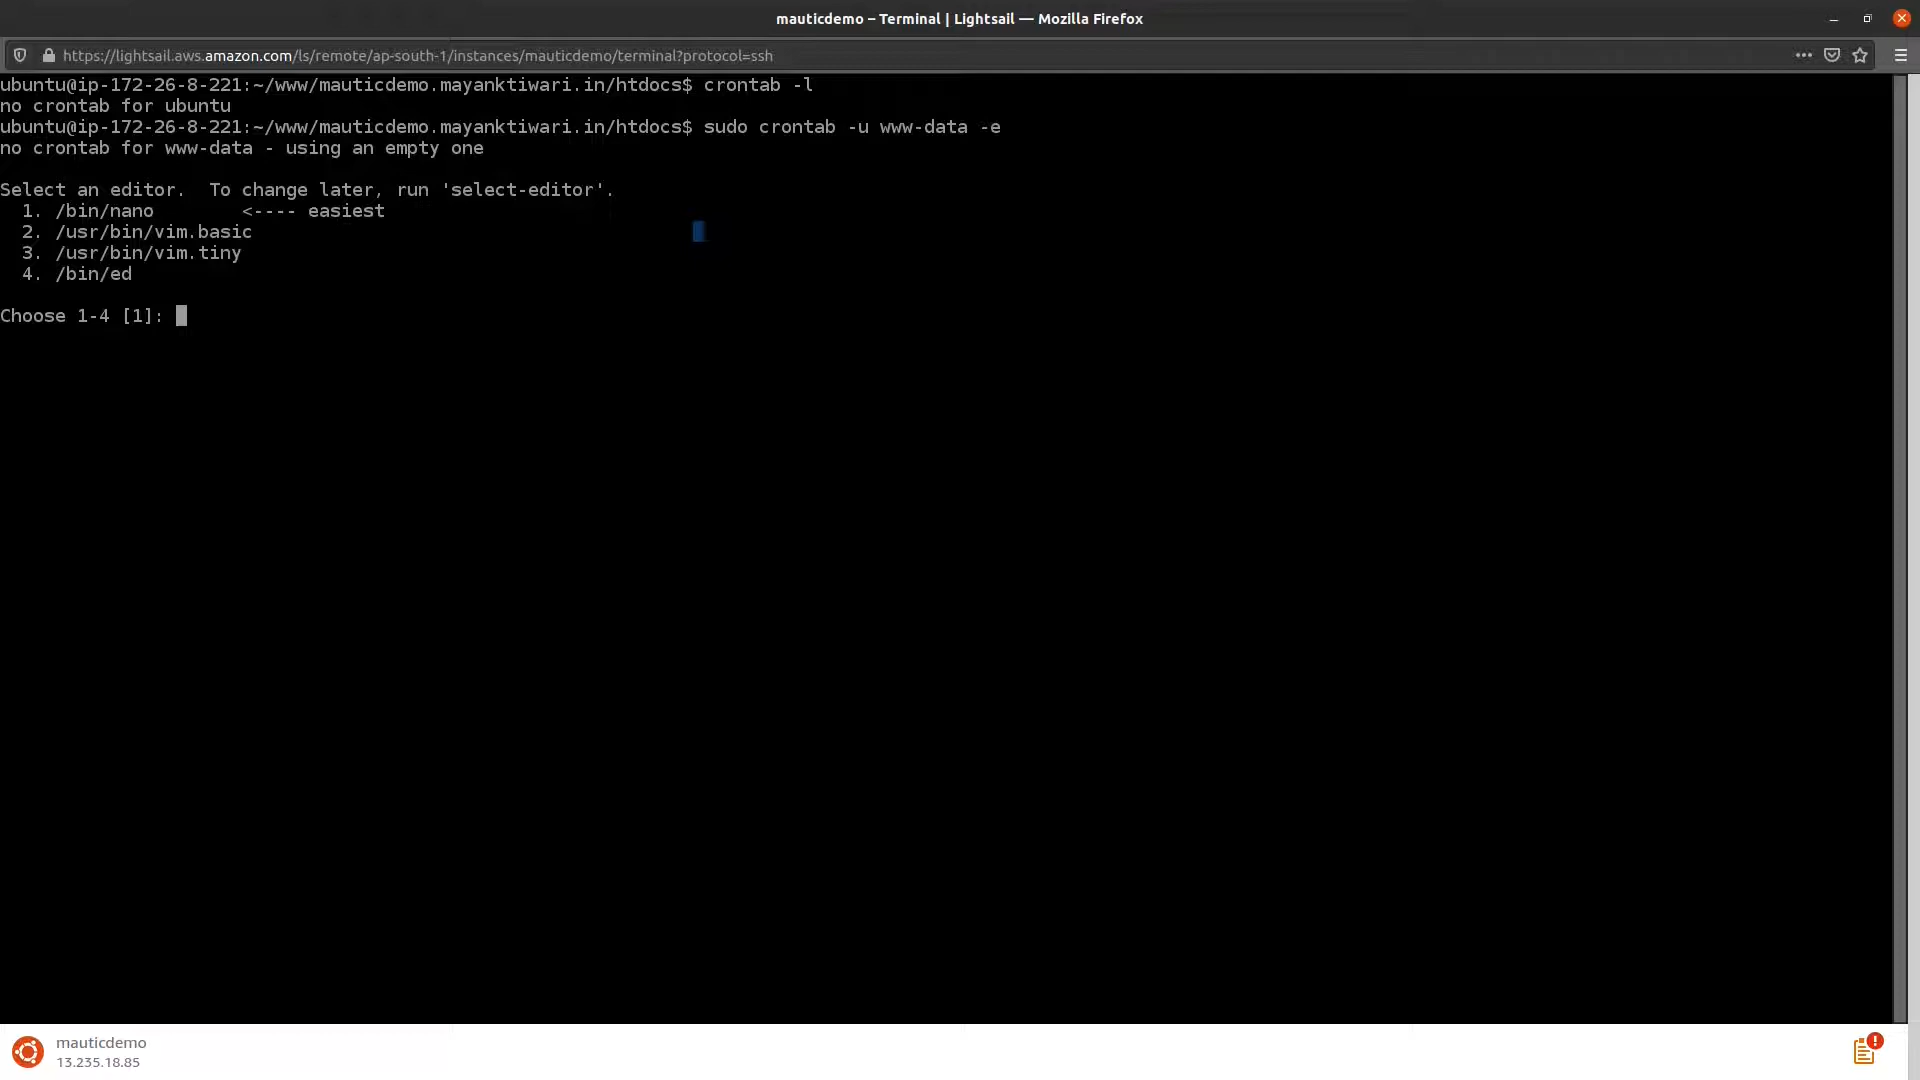 mauticdemo – Terminal | Lightsail — Mozilla Firefox
https://lightsail.aws.amazon.com/ls/remote/ap-south-1/instances/mauticdemo/terminal?protocol=ssh
ubuntu@ip-172-26-8-221:~/www/mauticdemo.mayanktiwari.in/htdocs$ crontab -l
no crontab for ubuntu
ubuntu@ip-172-26-8-221:~/www/mauticdemo.mayanktiwari.in/htdocs$ sudo crontab -u www-data -e
no crontab for www-data - using an empty one
Select an editor.  To change later, run 'select-editor'.
  1. /bin/nano        <---- easiest
  2. /usr/bin/vim.basic
  3. /usr/bin/vim.tiny
  4. /bin/ed
Choose 1-4 [1]:
mauticdemo
13.235.18.85